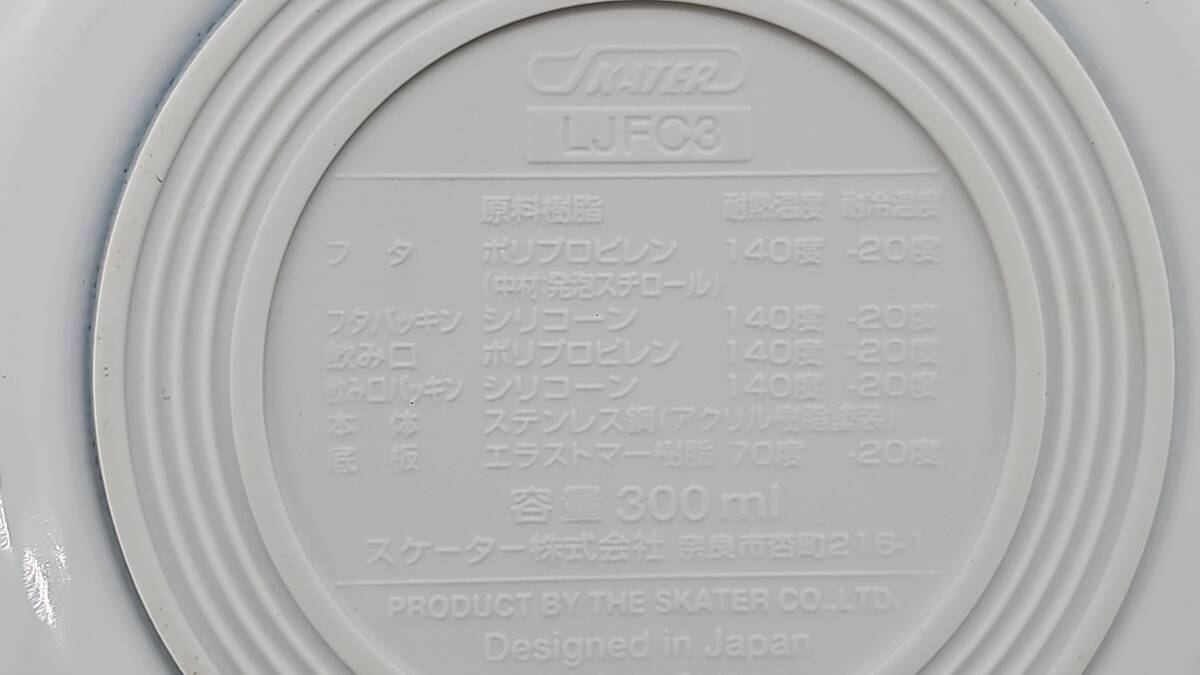 SKATER
LJFC3
原料樹脂 耐熱温度 耐冷温度
フタ ポリプロピレン 140度 -20度
(中材:発泡スチロール)
フタパッキン シリコーン 140度 -20度
飲み口 ポリプロピレン 140度 -20度
飲み口パッキン シリコーン 140度 -20度
本体 ステンレス鋼(アクリル樹脂塗装)
底板 エラストマー樹脂 70度 -20度
容量 300ml
スケーター株式会社 奈良市杏町216-1
PRODUCT BY THE SKATER CO.,LTD.
Designed in Japan